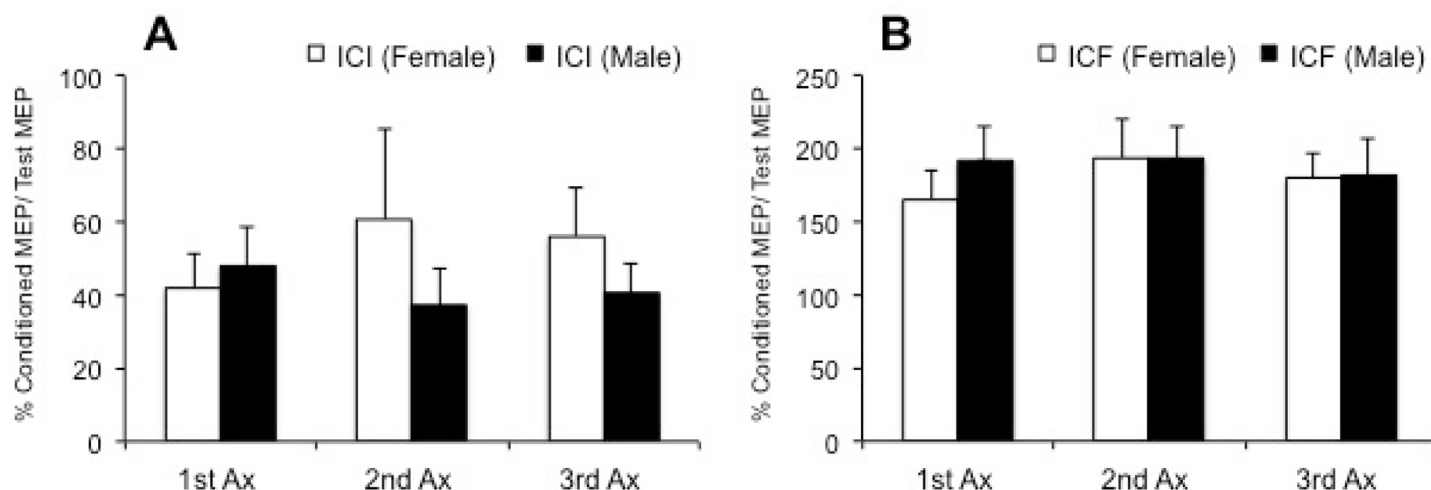 A
ICI (Female) ICI (Male)
% Conditioned MEP/ Test MEP
100
80
60
40
20
0
1st Ax 2nd Ax 3rd Ax
B
ICF (Female) ICF (Male)
% Conditioned MEP/ Test MEP
250
200
150
100
50
0
1st Ax 2nd Ax 3rd Ax